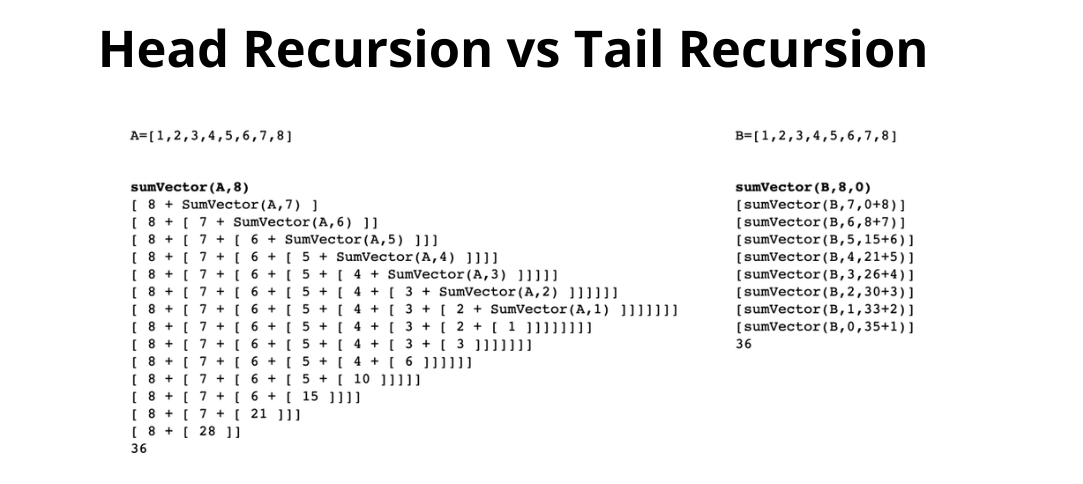 Head Recursion vs Tail Recursion
A=[1,2,3,4,5,6,7,8]
sumVector(A,8)
[ 8 + SumVector(A,7) ]
[ 8 + [ 7 + SumVector(A,6) ]]
[ 8 + [ 7 + [ 6 + SumVector(A,5) ]]]
[ 8 + [ 7 + [ 6 + [ 5 + SumVector(A,4) ]]]]
[ 8 + [ 7 + [ 6 + [ 5 + [ 4 + SumVector(A,3) ]]]]]
[ 8 + [ 7 + [ 6 + [ 5 + [ 4 + [ 3 + SumVector(A,2) ]]]]]]
[ 8 + [ 7 + [ 6 + [ 5 + [ 4 + [ 3 + [ 2 + SumVector(A,1) ]]]]]]]
[ 8 + [ 7 + [ 6 + [ 5 + [ 4 + [ 3 + [ 2 + [ 1 ]]]]]]]]
[ 8 + [ 7 + [ 6 + [ 5 + [ 4 + [ 3 + [ 3 ]]]]]]]
[ 8 + [ 7 + [ 6 + [ 5 + [ 4 + [ 6 ]]]]]]
[ 8 + [ 7 + [ 6 + [ 5 + [ 10 ]]]]]
[ 8 + [ 7 + [ 6 + [ 15 ]]]]
[ 8 + [ 7 + [ 21 ]]]
[ 8 + [ 28 ]]
36
B=[1,2,3,4,5,6,7,8]
sumVector(B,8,0)
[sumVector(B,7,0+8)]
[sumVector(B,6,8+7)]
[sumVector(B,5,15+6)]
[sumVector(B,4,21+5)]
[sumVector(B,3,26+4)]
[sumVector(B,2,30+3)]
[sumVector(B,1,33+2)]
[sumVector(B,0,35+1)]
36